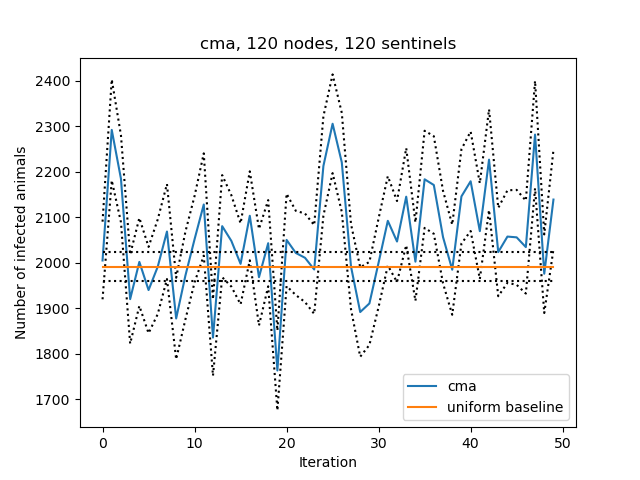 cma, 120 nodes, 120 sentinels
Number of infected animals
2400
2300
2200
2100
2000
1900
1800
1700
cma
uniform baseline
0 10 20 30 40 50
Iteration